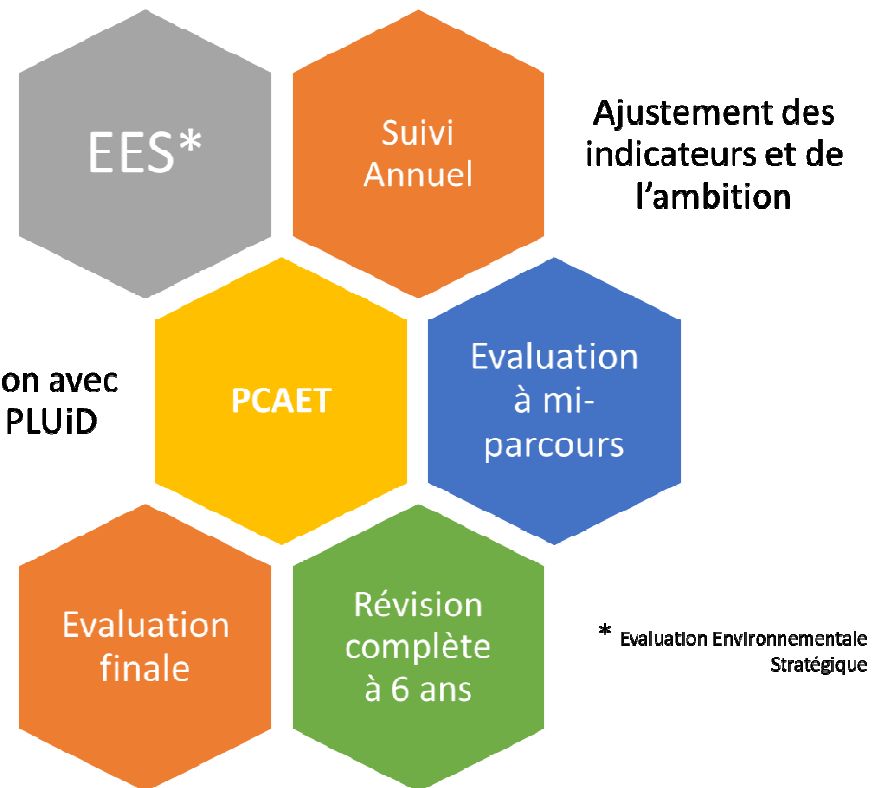 EES*
Suivi
Annuel
Ajustement des
indicateurs et de
l'ambition
on avec
PLUiD
PCAET
Evaluation
à mi-
parcours
Evaluation
finale
Révision
complète
à 6 ans
* Evaluation Environnementale
Stratégique